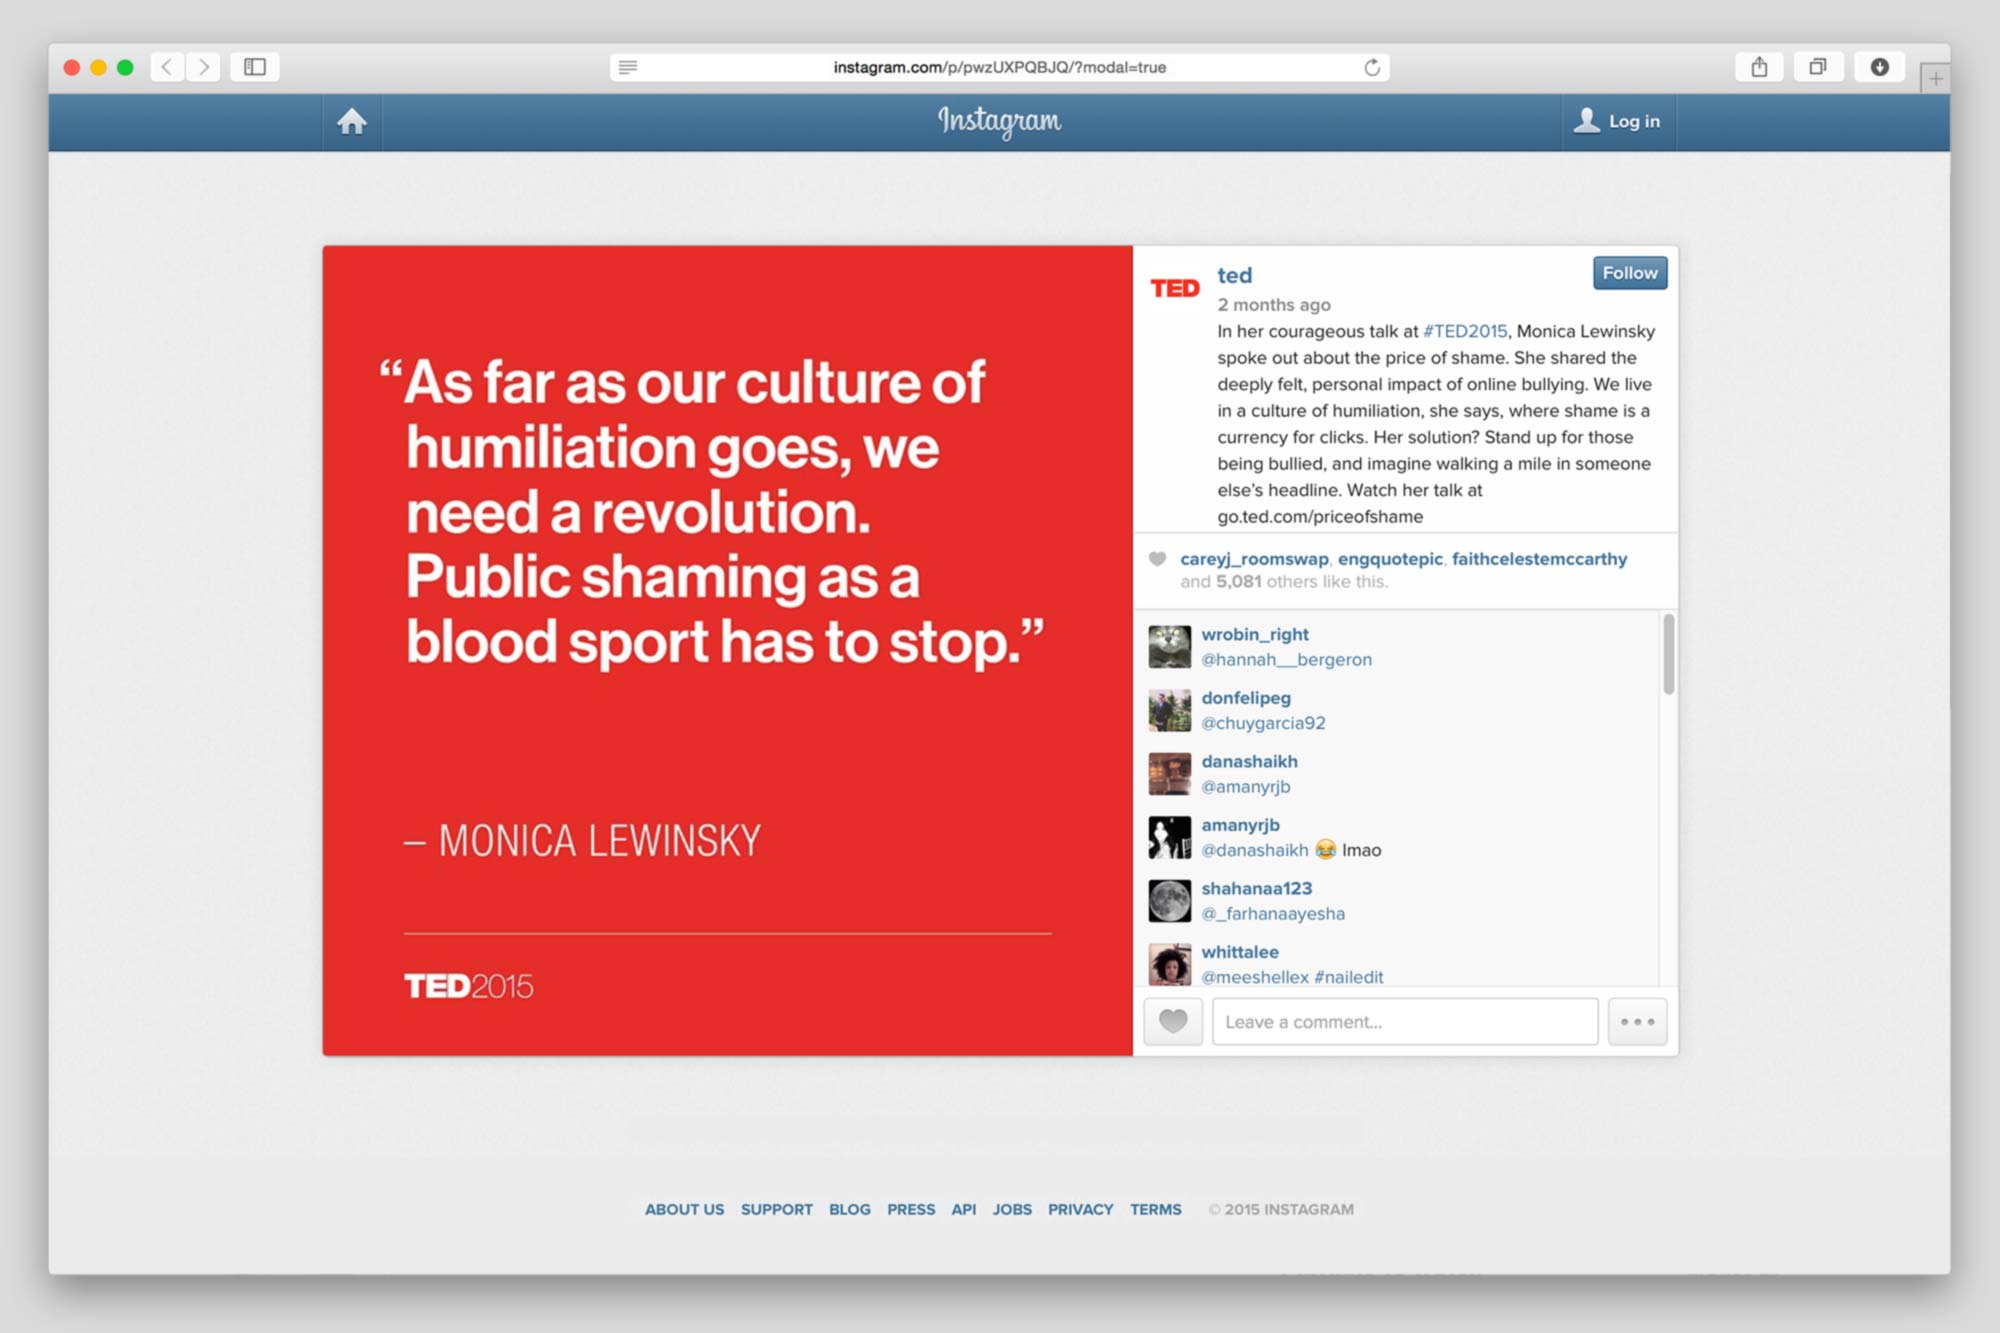 instagram.com/p/pwzUXPQBJQ/?modal=true
Instagram
Log in
“As far as our culture of
humiliation goes, we
need a revolution.
Public shaming as a
blood sport has to stop.”
– MONICA LEWINSKY
TED2015
TED
ted
Follow
2 months ago
In her courageous talk at #TED2015, Monica Lewinsky
spoke out about the price of shame. She shared the
deeply felt, personal impact of online bullying. We live
in a culture of humiliation, she says, where shame is a
currency for clicks. Her solution? Stand up for those
being bullied, and imagine walking a mile in someone
else’s headline. Watch her talk at
go.ted.com/priceofshame
careyj_roomswap, engquotepic, faithcelestemccarthy
and 5,081 others like this.
wrobin_right
@hannah__bergeron
donfelipeg
@chuygarcia92
danashaikh
@amanyrjb
amanyrjb
@danashaikh 😂 lmao
shahanaa123
@_farhanaayesha
whittalee
@meeshellex #nailedit
Leave a comment...
ABOUT US SUPPORT BLOG PRESS API JOBS PRIVACY TERMS © 2015 INSTAGRAM